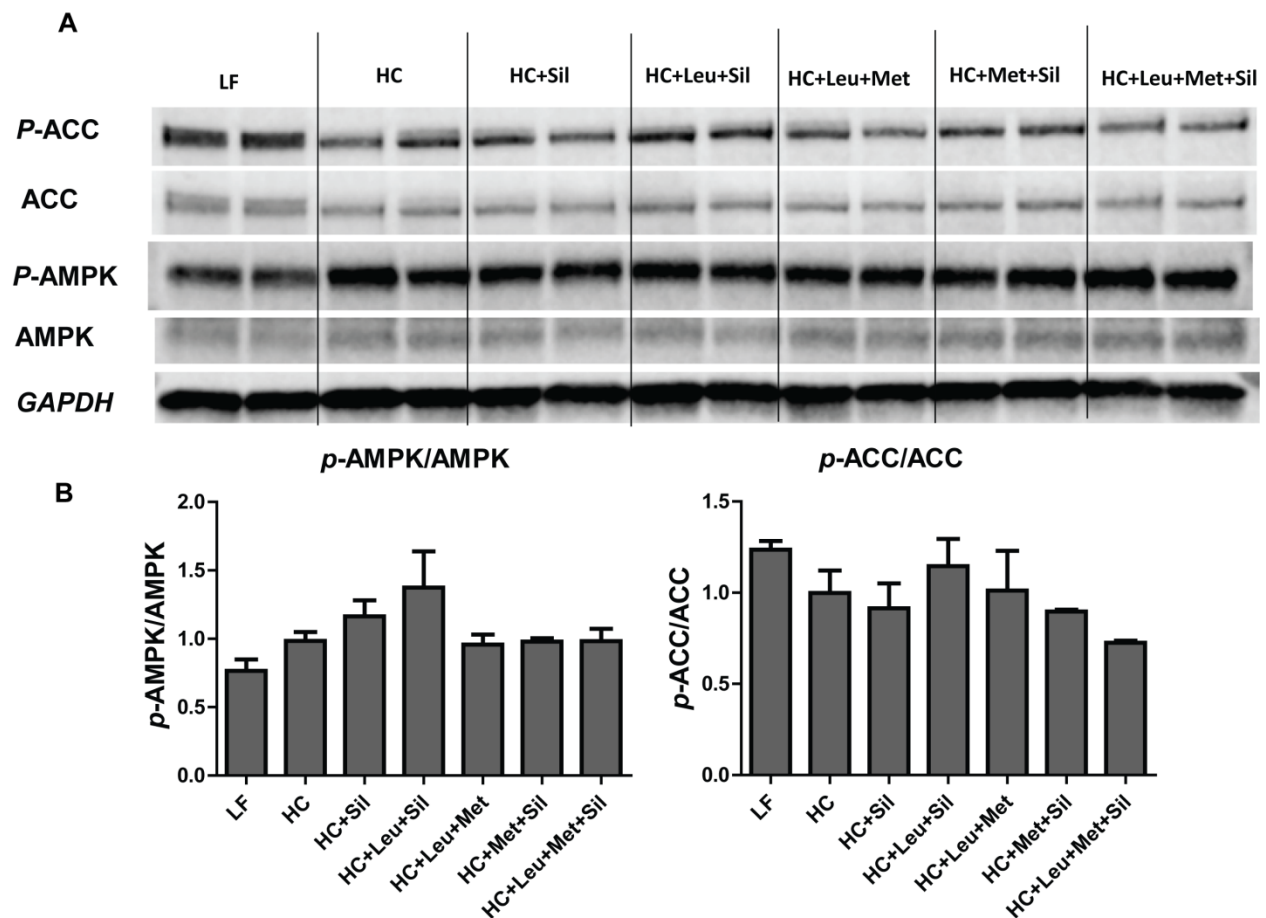 A
LF HC HC+Sil HC+Leu+Sil HC+Leu+Met HC+Met+Sil HC+Leu+Met+Sil
P-ACC
ACC
P-AMPK
AMPK
GAPDH
B
p-AMPK/AMPK
p-AMPK/AMPK
2.0
1.5
1.0
0.5
0.0
LF HC HC+Sil HC+Leu+Sil HC+Leu+Met HC+Met+Sil HC+Leu+Met+Sil
p-ACC/ACC
p-ACC/ACC
1.5
1.0
0.5
0.0
LF HC HC+Sil HC+Leu+Sil HC+Leu+Met HC+Met+Sil HC+Leu+Met+Sil